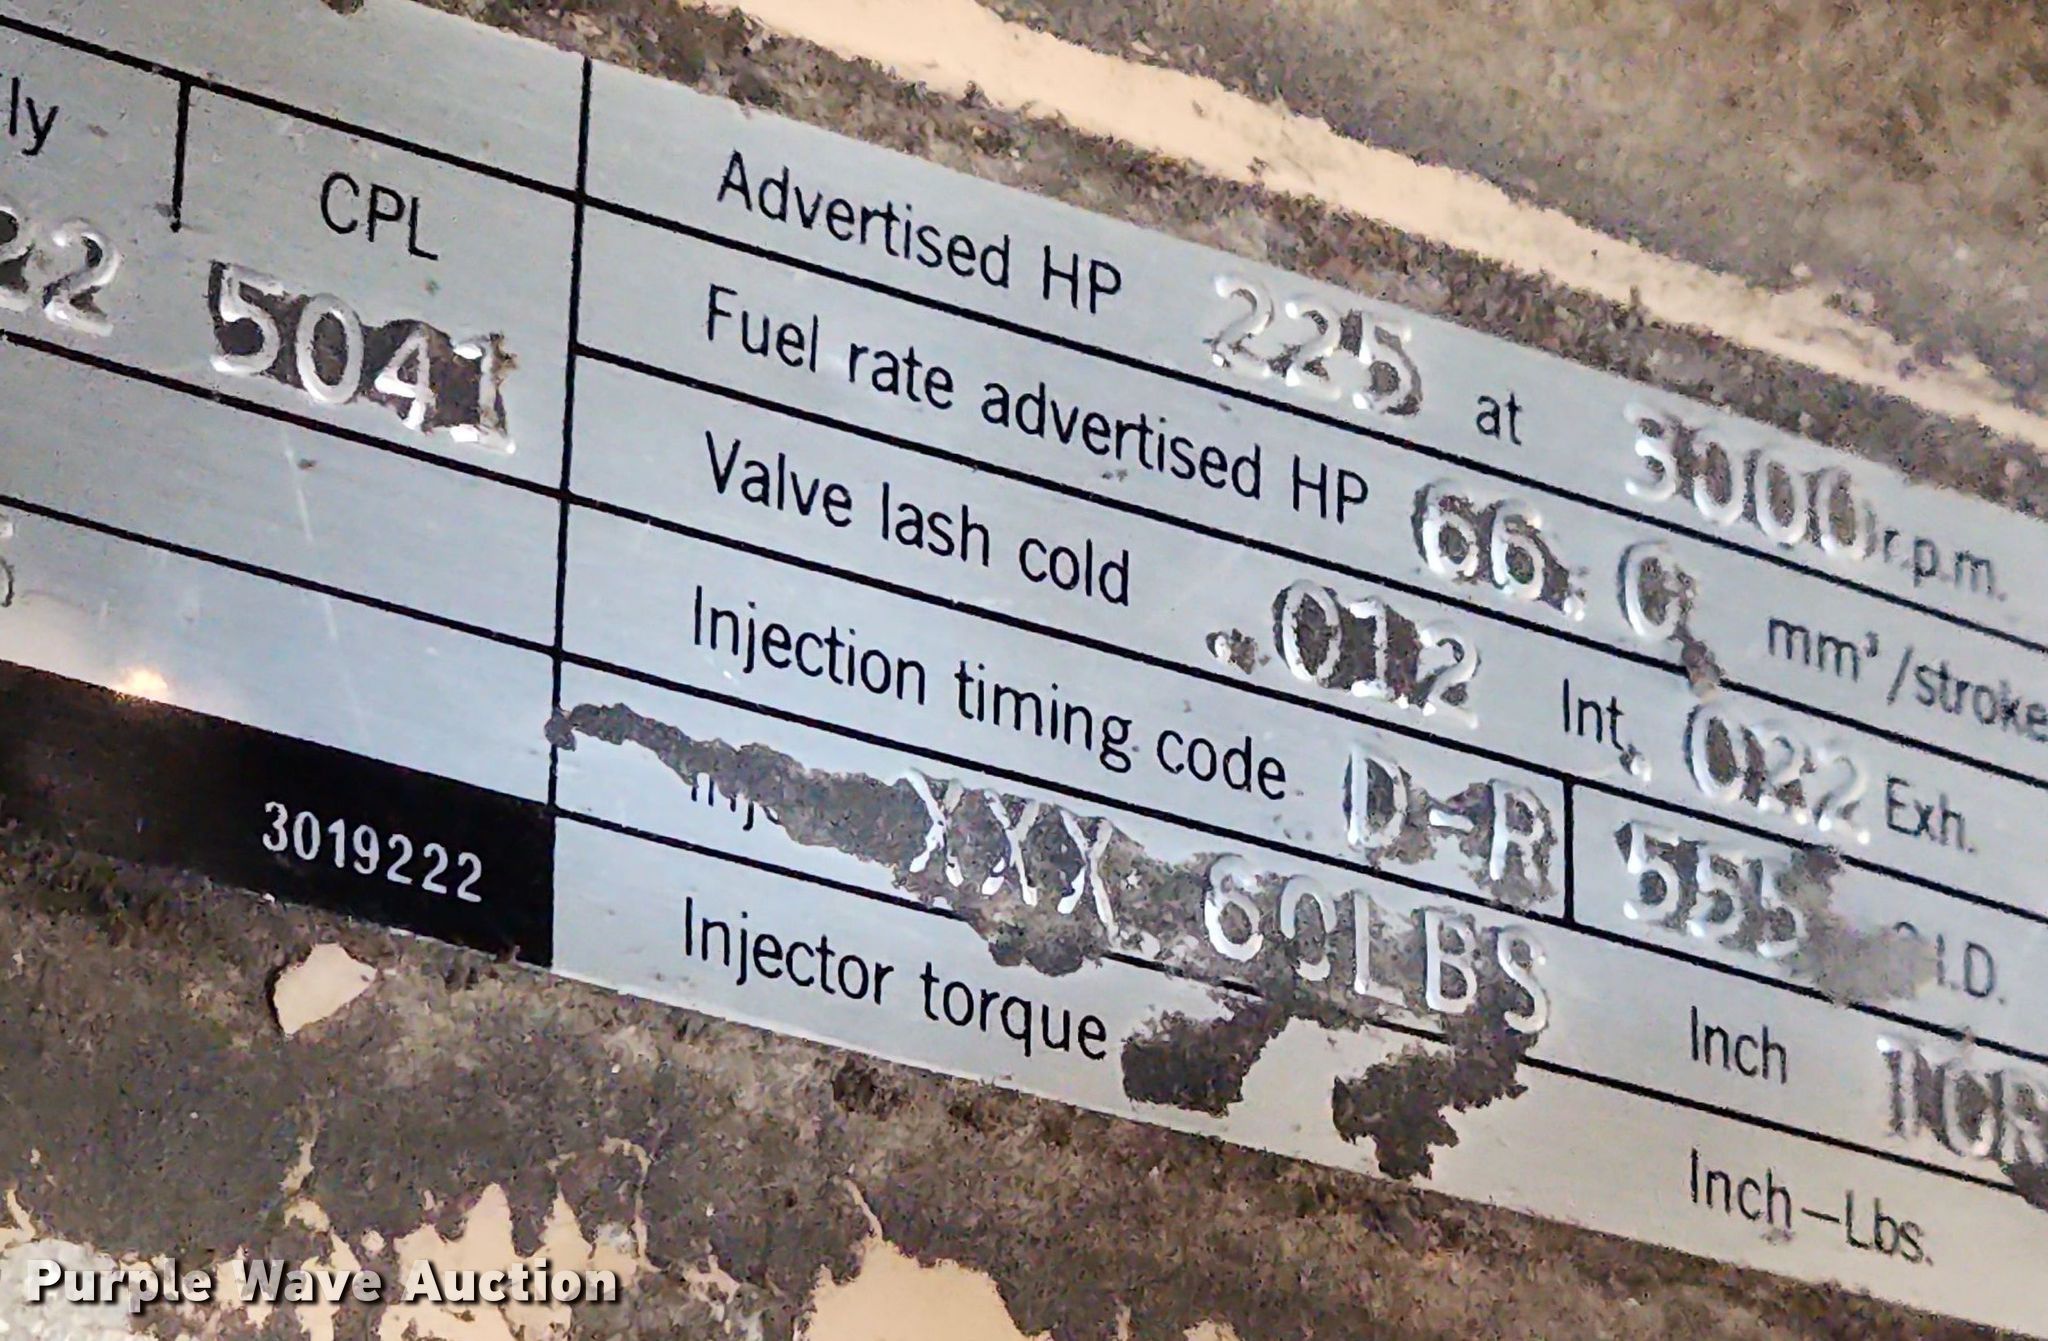 ly CPL
22 5041
3019222
Advertised HP 225 at 3000 r.p.m.
Fuel rate advertised HP 66.0 mm³/stroke
Valve lash cold .012 Int. .022 Exh.
Injection timing code D-R 555 I.D.
XXX 60LBS Inch TOR
Injector torque Inch-Lbs.
Purple Wave Auction